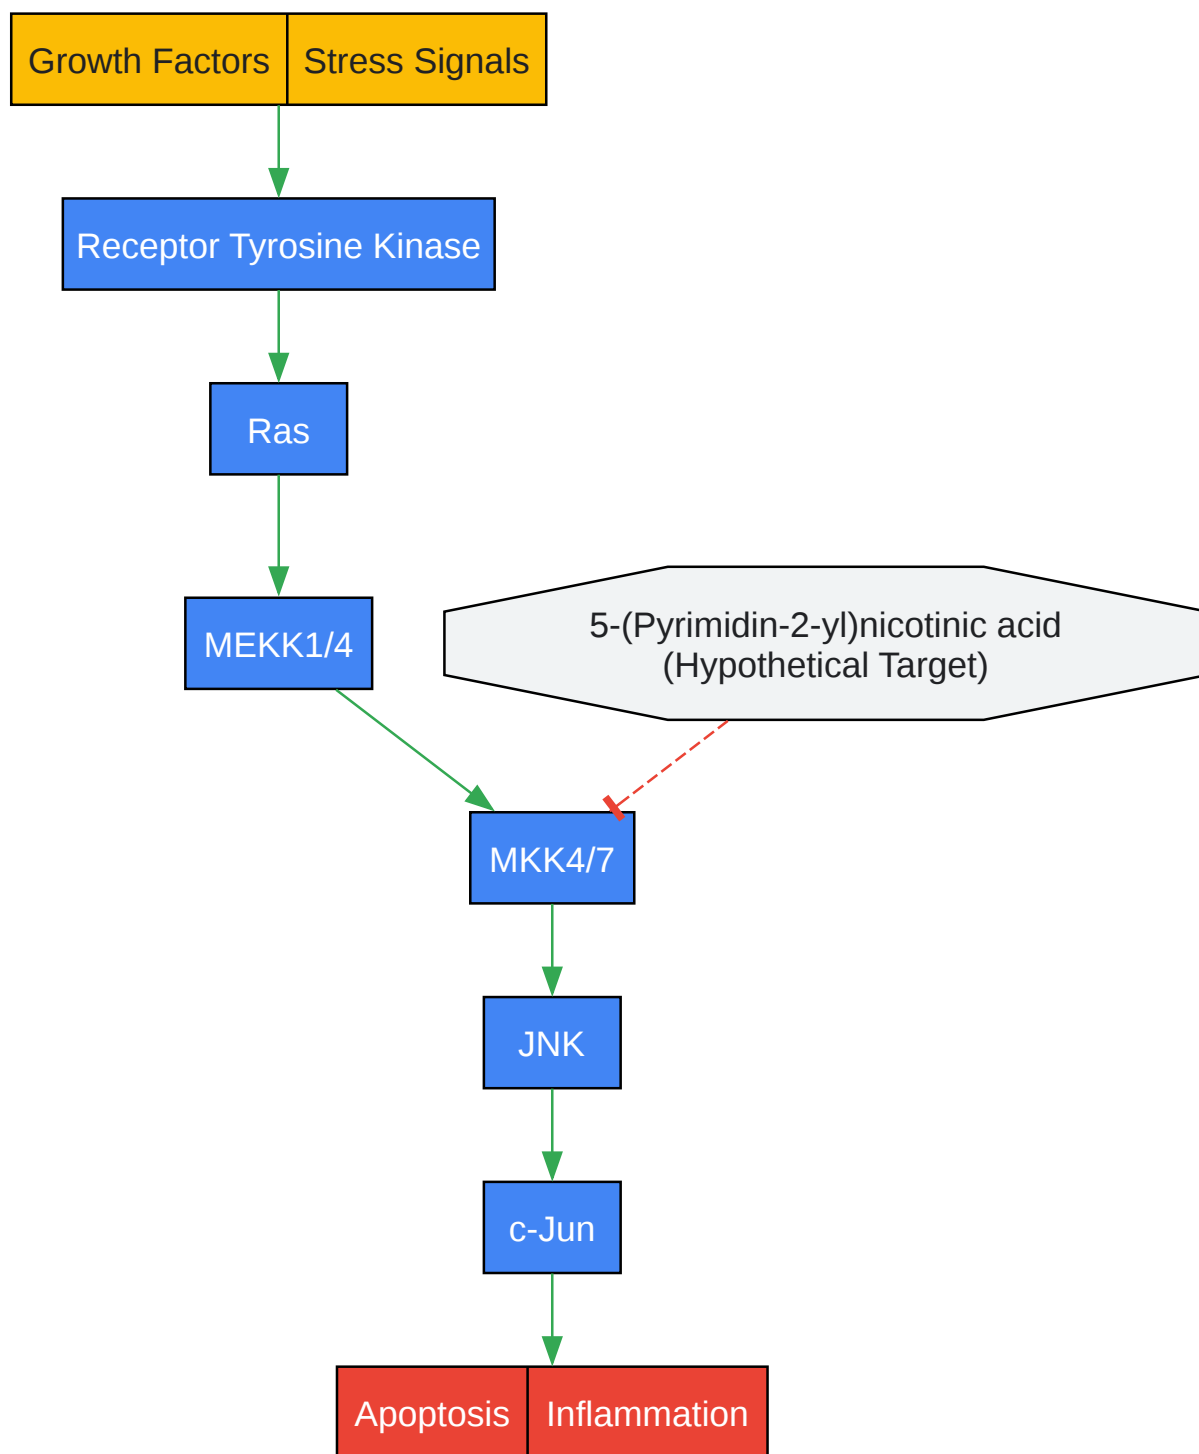 Growth Factors Stress Signals
Receptor Tyrosine Kinase
Ras
MEKK1/4
5-(Pyrimidin-2-yl)nicotinic acid
(Hypothetical Target)
MKK4/7
JNK
c-Jun
Apoptosis Inflammation